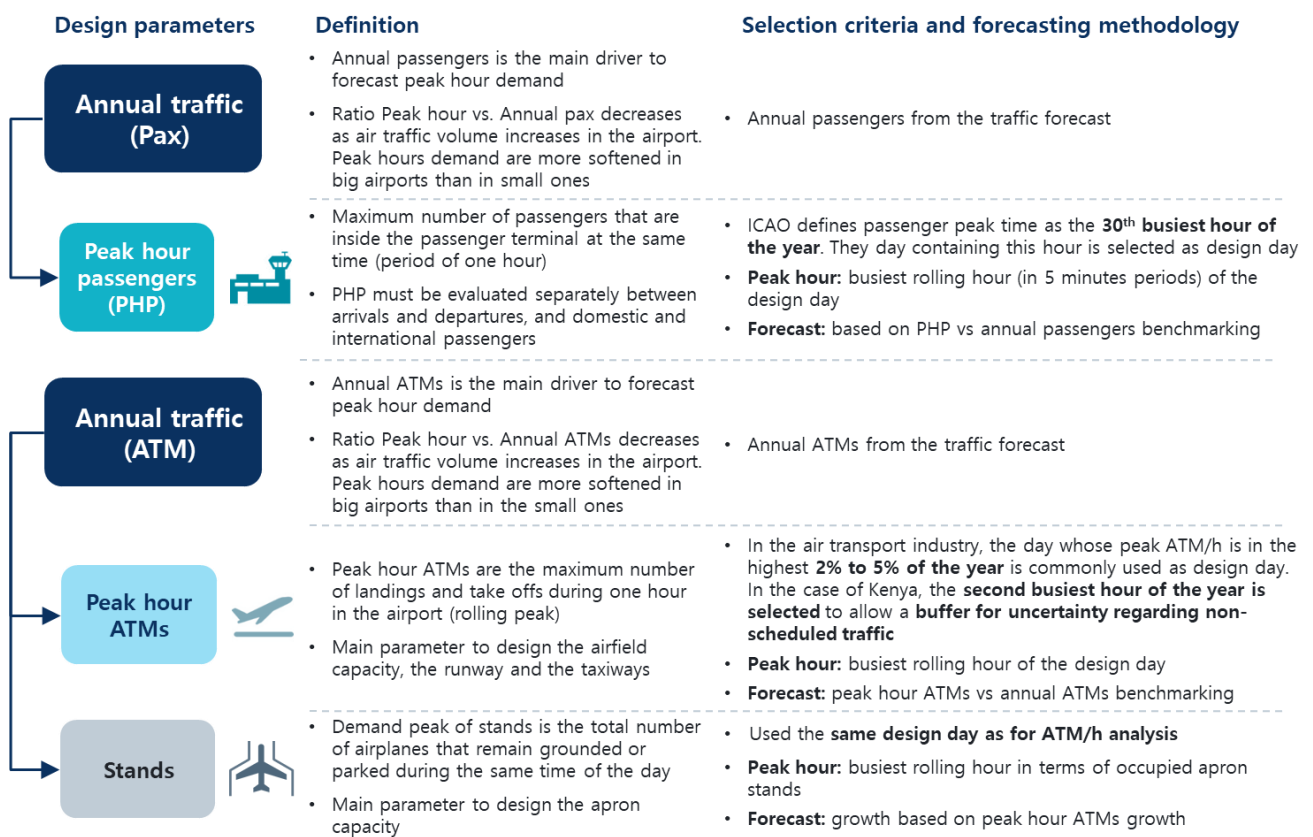 Design parameters
Definition
Selection criteria and forecasting methodology
Annual traffic
(Pax)
• Annual passengers is the main driver to
forecast peak hour demand
• Ratio Peak hour vs. Annual pax decreases
as air traffic volume increases in the airport.
Peak hours demand are more softened in
big airports than in small ones
• Annual passengers from the traffic forecast
Peak hour
passengers
(PHP)
• Maximum number of passengers that are
inside the passenger terminal at the same
time (period of one hour)
• PHP must be evaluated separately between
arrivals and departures, and domestic and
international passengers
• ICAO defines passenger peak time as the 30th busiest hour of
the year. They day containing this hour is selected as design day
• Peak hour: busiest rolling hour (in 5 minutes periods) of the
design day
• Forecast: based on PHP vs annual passengers benchmarking
Annual traffic
(ATM)
• Annual ATMs is the main driver to forecast
peak hour demand
• Ratio Peak hour vs. Annual ATMs decreases
as air traffic volume increases in the airport.
Peak hours demand are more softened in
big airports than in the small ones
• Annual ATMs from the traffic forecast
Peak hour
ATMs
• Peak hour ATMs are the maximum number
of landings and take offs during one hour
in the airport (rolling peak)
• Main parameter to design the airfield
capacity, the runway and the taxiways
• In the air transport industry, the day whose peak ATM/h is in the
highest 2% to 5% of the year is commonly used as design day.
In the case of Kenya, the second busiest hour of the year is
selected to allow a buffer for uncertainty regarding non-
scheduled traffic
• Peak hour: busiest rolling hour of the design day
• Forecast: peak hour ATMs vs annual ATMs benchmarking
Stands
• Demand peak of stands is the total number
of airplanes that remain grounded or
parked during the same time of the day
• Main parameter to design the apron
capacity
• Used the same design day as for ATM/h analysis
• Peak hour: busiest rolling hour in terms of occupied apron
stands
• Forecast: growth based on peak hour ATMs growth